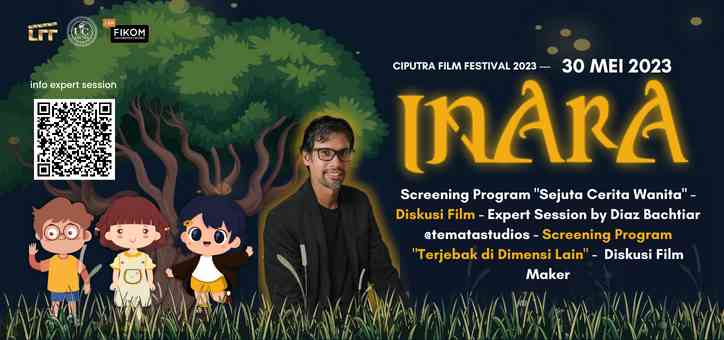 LFF
UC
FIKOM
info expert session
CIPUTRA FILM FESTIVAL 2023 — 30 MEI 2023
INARA
Screening Program "Sejuta Cerita Wanita" -
Diskusi Film - Expert Session by Diaz Bachtiar
@tematastudios - Screening Program
"Terjebak di Dimensi Lain" - Diskusi Film
Maker